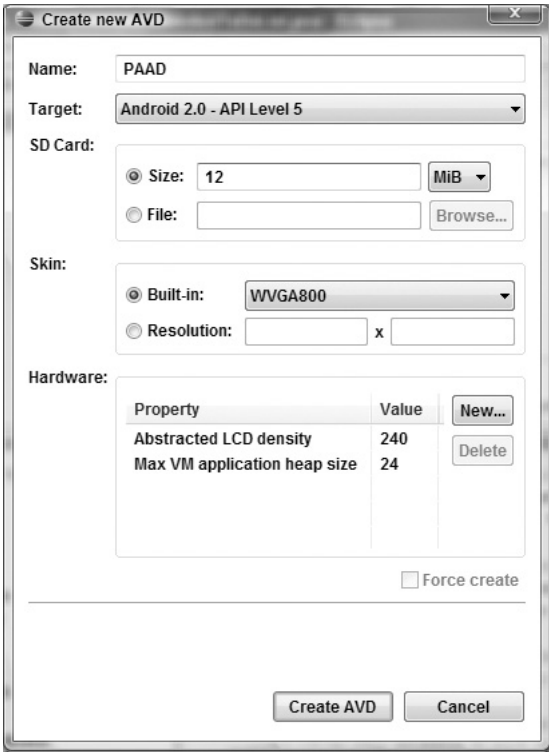 Create new AVD
Name: PAAD
Target: Android 2.0 - API Level 5
SD Card:
Size: 12 MiB
File: Browse...
Skin:
Built-in: WVGA800
Resolution: x
Hardware:
Property Value New...
Abstracted LCD density 240 Delete
Max VM application heap size 24
Force create
Create AVD Cancel